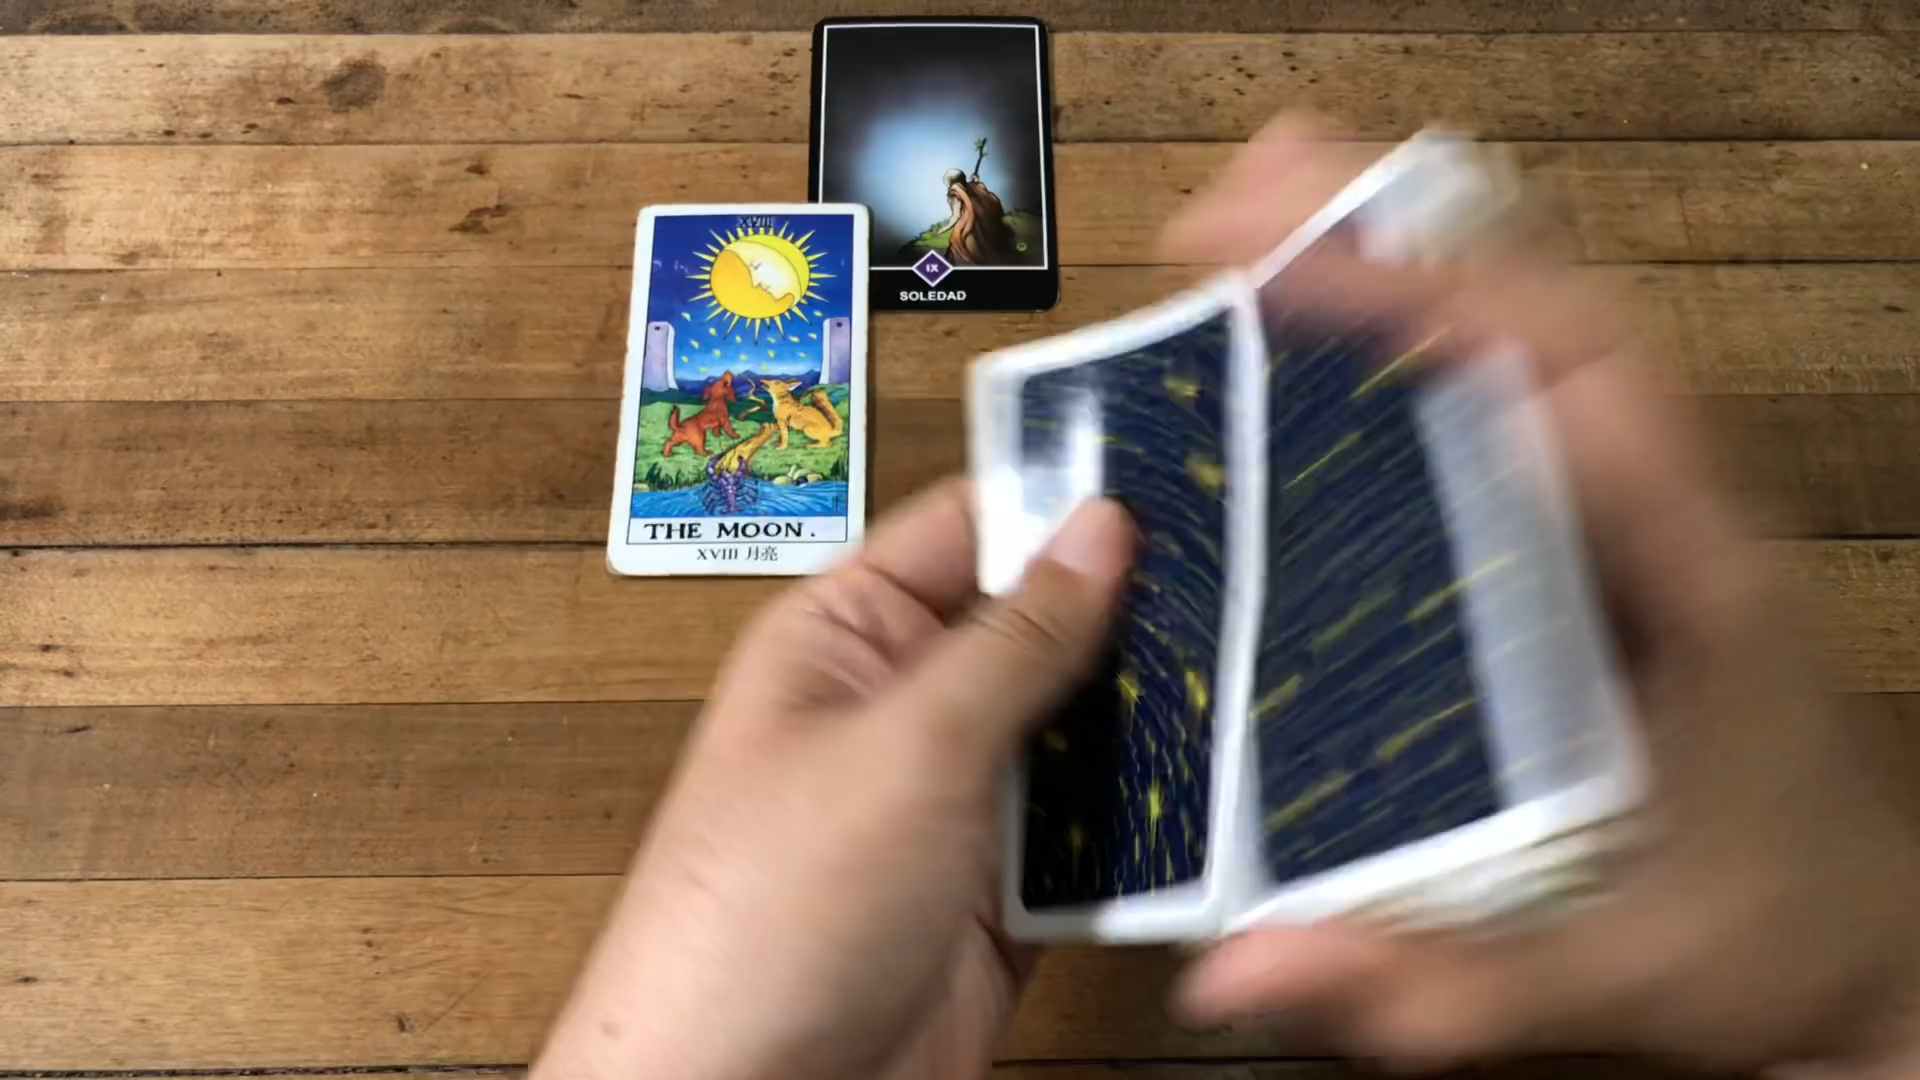 IX
SOLEDAD
XVIII
THE MOON.
XVIII 月亮